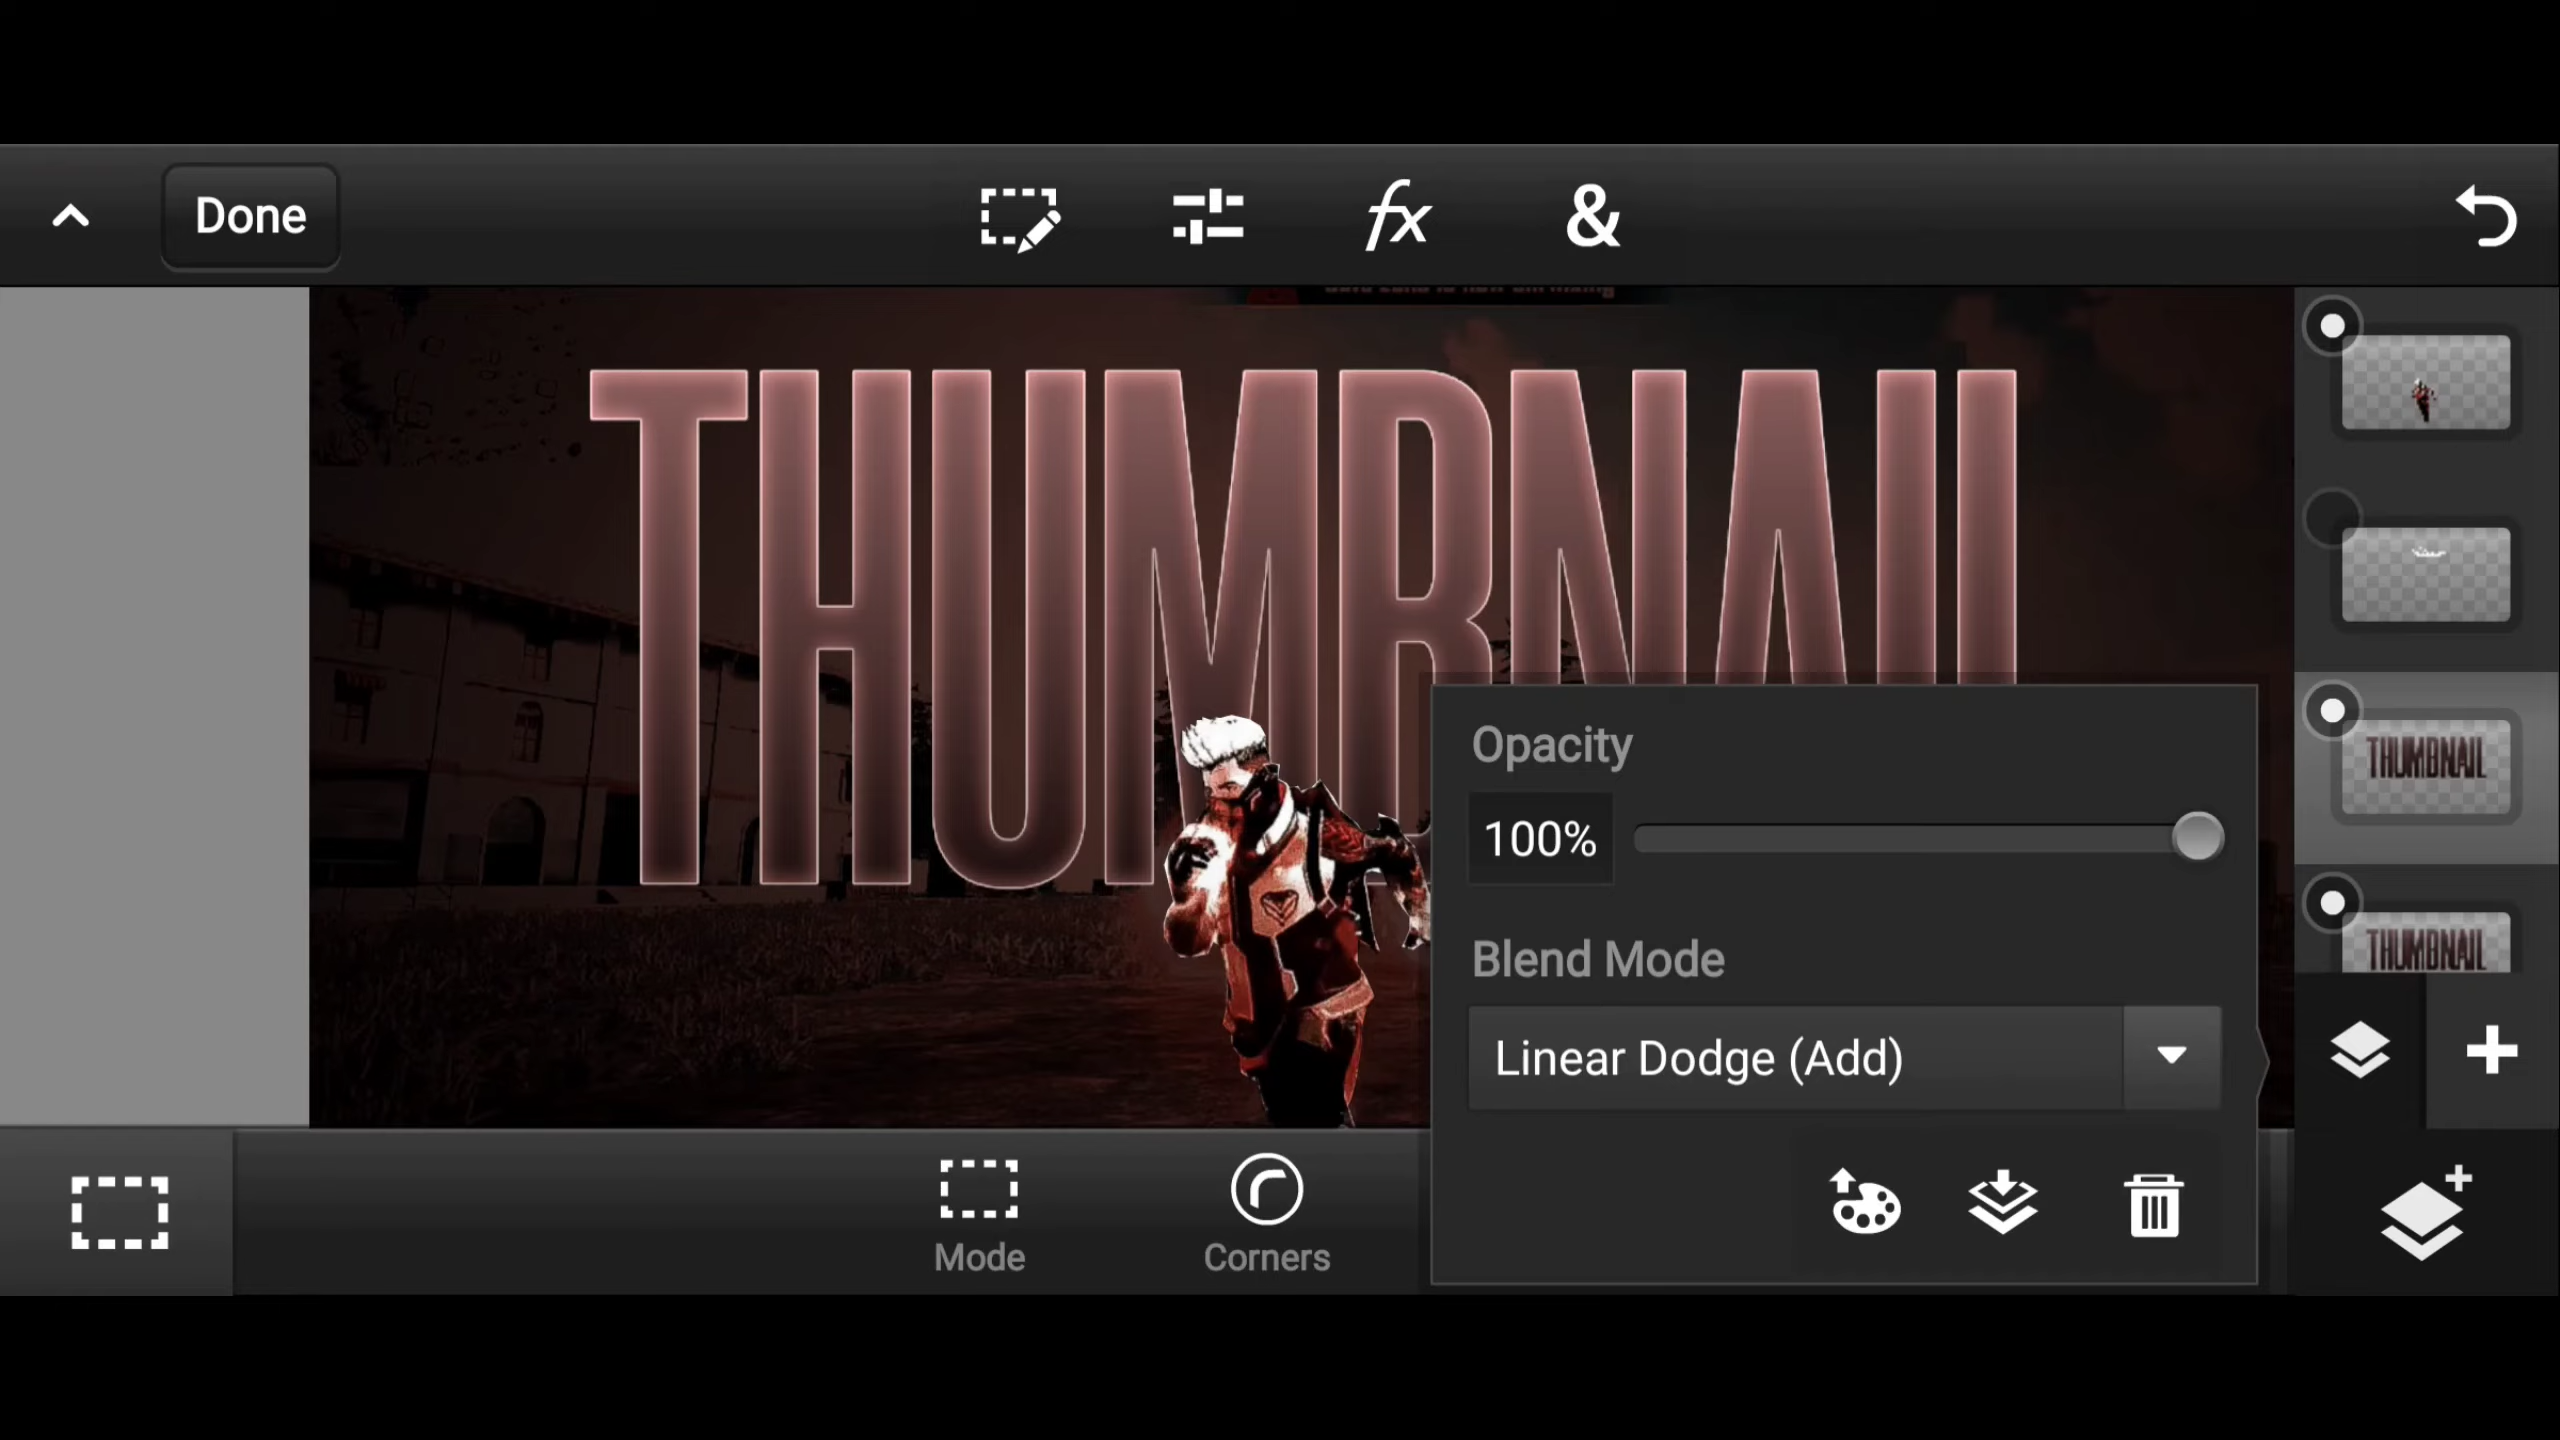 Done
fx
&
THUMBNAIL
THUMBNAIL
THUMBNAIL
Opacity
100%
Blend Mode
Linear Dodge (Add)
Mode
Corners